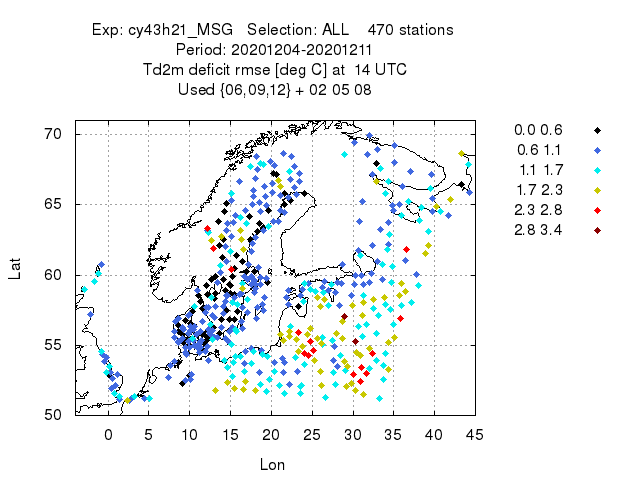 Exp: cy43h21_MSG Selection: ALL 470 stations
Period: 20201204-20201211
Td2m deficit rmse [deg C] at 14 UTC
Used {06,09,12} + 02 05 08
0.0 0.6
0.6 1.1
1.1 1.7
1.7 2.3
2.3 2.8
2.8 3.4
70
65
60
55
50
Lat
0 5 10 15 20 25 30 35 40 45
Lon